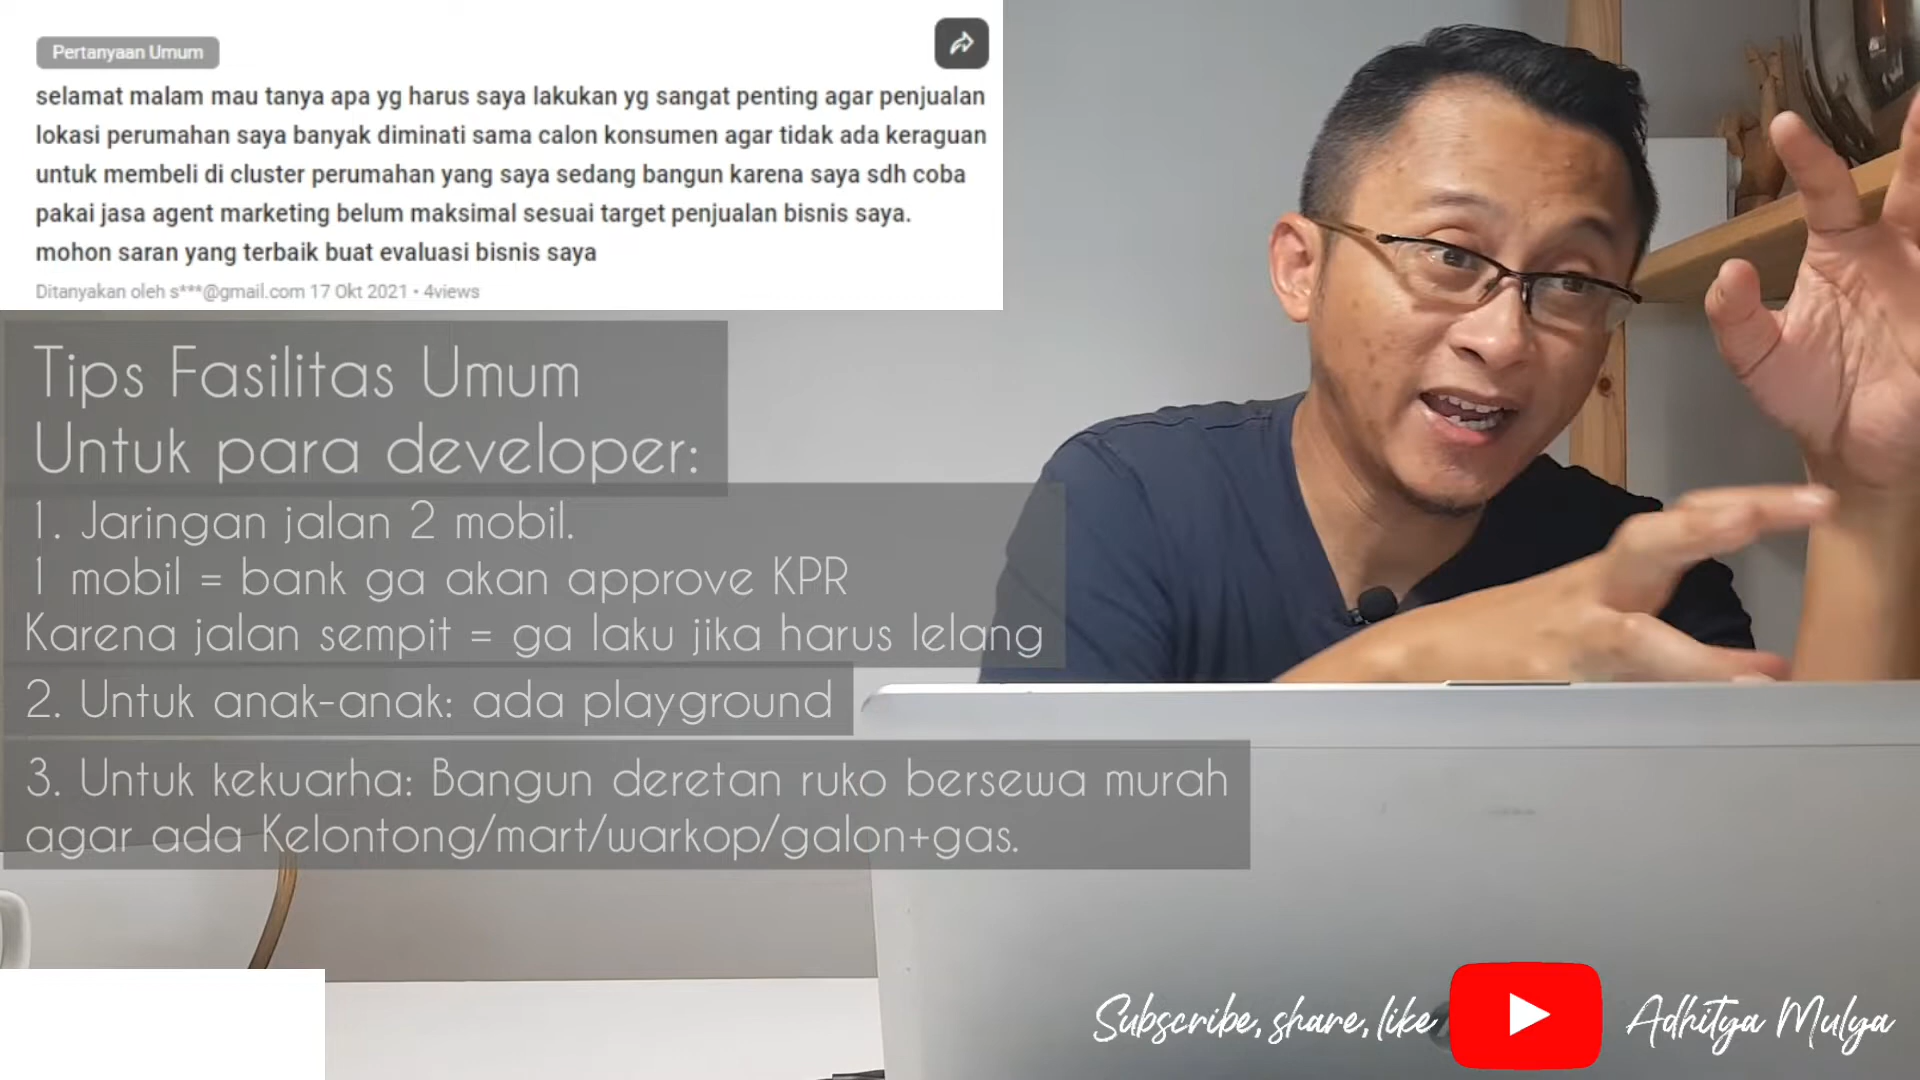 Pertanyaan Umum
selamat malam mau tanya apa yg harus saya lakukan yg sangat penting agar penjualan
lokasi perumahan saya banyak diminati sama calon konsumen agar tidak ada keraguan
untuk membeli di cluster perumahan yang saya sedang bangun karena saya sdh coba
pakai jasa agent marketing belum maksimal sesuai target penjualan bisnis saya.
mohon saran yang terbaik buat evaluasi bisnis saya
Ditanyakan oleh s***@gmail.com 17 Okt 2021 • 4views
Tips Fasilitas Umum
Untuk para developer:
1. Jaringan jalan 2 mobil.
1 mobil = bank ga akan approve KPR
Karena jalan sempit = ga laku jika harus lelang
2. Untuk anak-anak: ada playground
3. Untuk kekuarha: Bangun deretan ruko bersewa murah
agar ada Kelontong/mart/warkop/galon+gas.
Subscribe, share, like
Adhitya Mulya